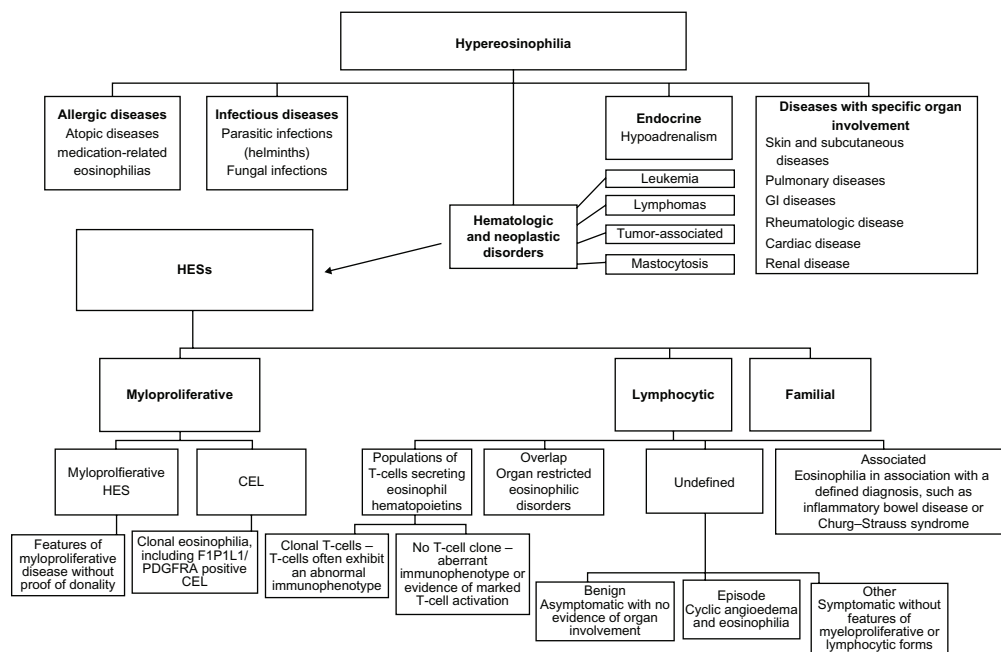 Hypereosinophilia
Allergic diseases
Atopic diseases
medication-related
eosinophilias
Infectious diseases
Parasitic infections
(helminths)
Fungal infections
Endocrine
Hypoadrenalism
Diseases with specific organ
involvement
Skin and subcutaneous
diseases
Pulmonary diseases
GI diseases
Rheumatologic disease
Cardiac disease
Renal disease
Leukemia
Lymphomas
Tumor-associated
Mastocytosis
Hematologic
and neoplastic
disorders
HESs
Myloproliferative
Lymphocytic
Familial
Myloprolfierative
HES
CEL
Populations of
T-cells secreting
eosinophil
hematopoietins
Overlap
Organ restricted
eosinophilic
disorders
Undefined
Associated
Eosinophilia in association with a
defined diagnosis, such as
inflammatory bowel disease or
Churg–Strauss syndrome
Features of
myloproliferative
disease without
proof of donality
Clonal eosinophilia,
including F1P1L1/
PDGFRA positive
CEL
Clonal T-cells –
T-cells often exhibit
an abnormal
immunophenotype
No T-cell clone –
aberrant
immunophenotype or
evidence of marked
T-cell activation
Benign
Asymptomatic with no
evidence of organ
involvement
Episode
Cyclic angioedema
and eosinophilia
Other
Symptomatic without
features of
myeloproliferative or
lymphocytic forms